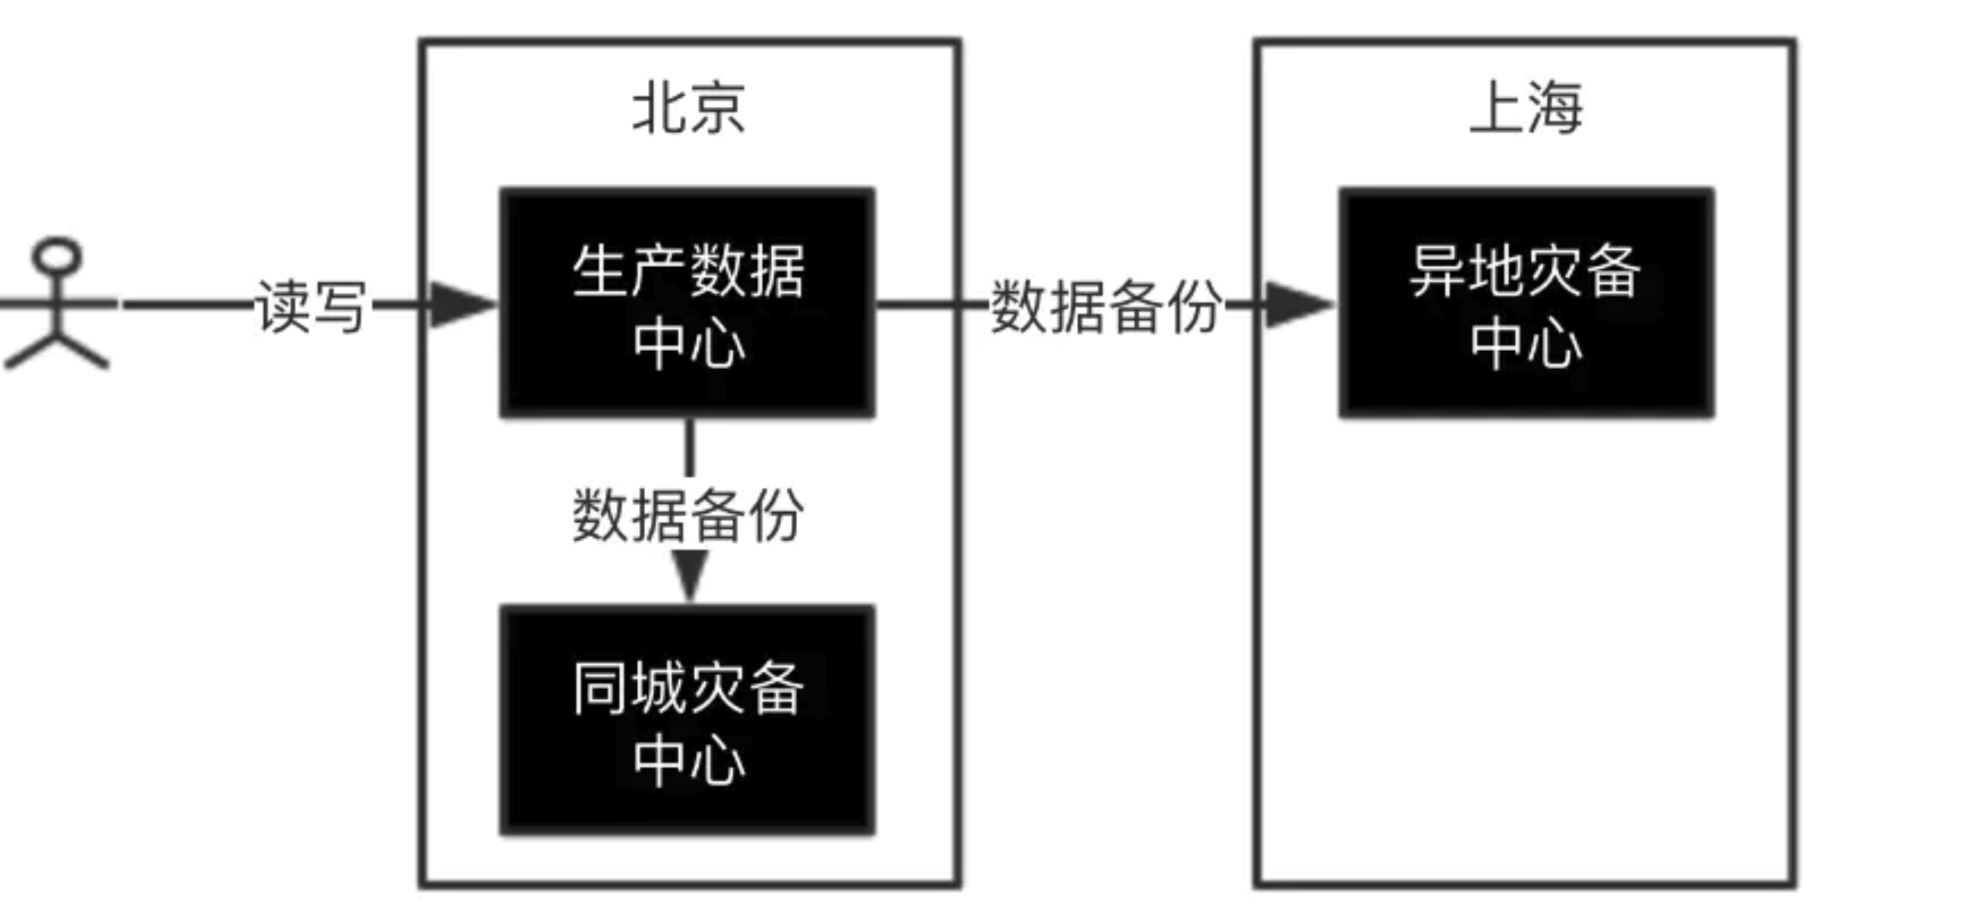 北京
上海
生产数据
中心
异地灾备
中心
读写
数据备份
数据备份
同城灾备
中心